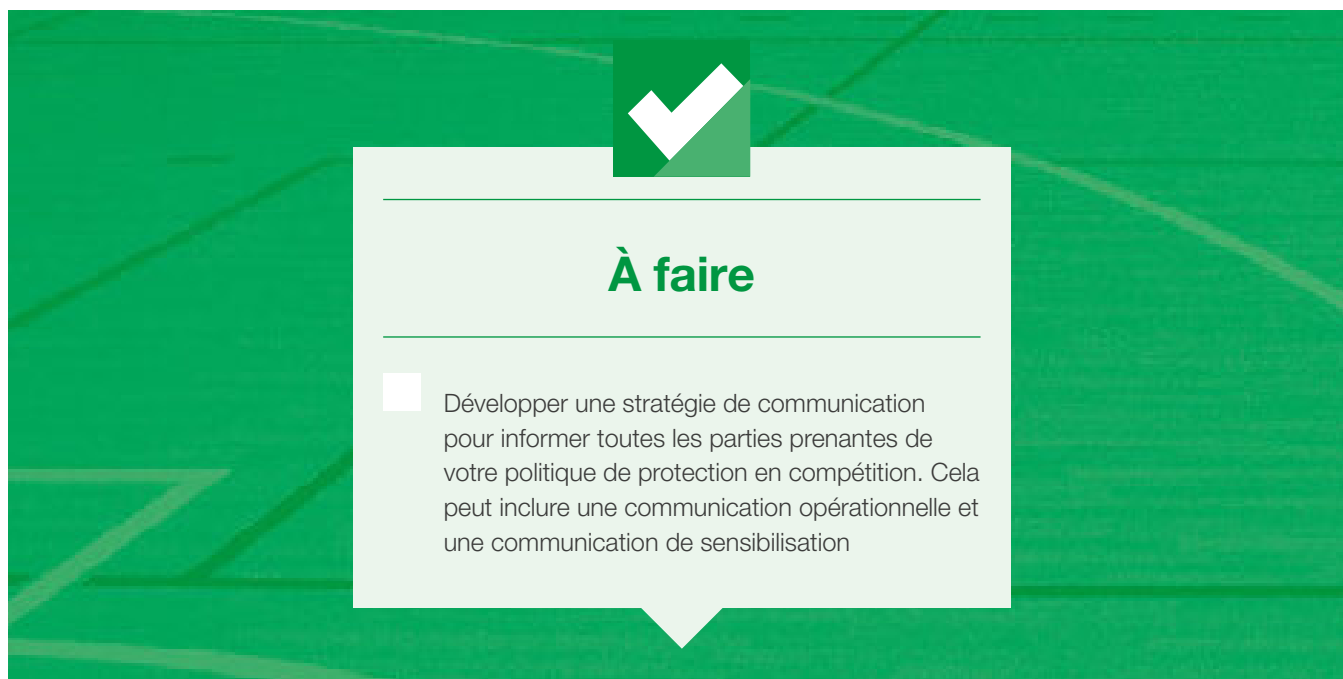 À faire
Développer une stratégie de communication
pour informer toutes les parties prenantes de
votre politique de protection en compétition. Cela
peut inclure une communication opérationnelle et
une communication de sensibilisation